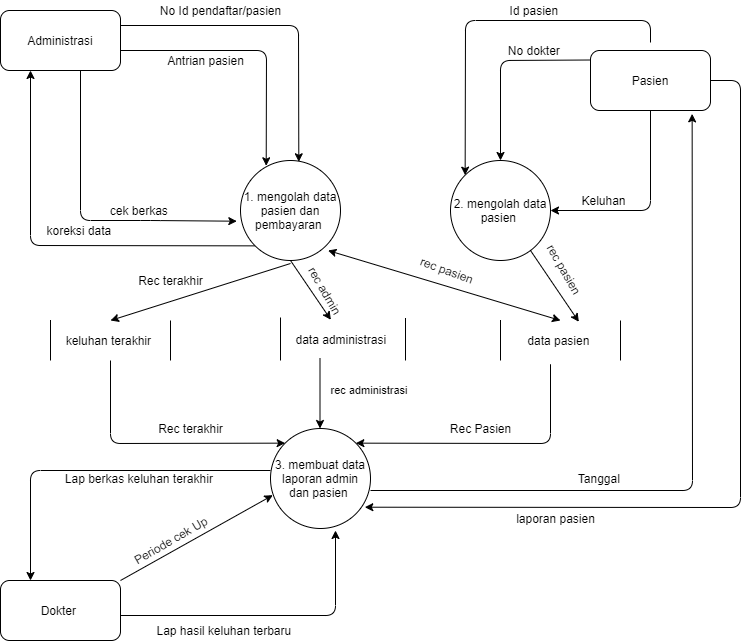 No Id pendaftar/pasien
Id pasien
Administrasi
Antrian pasien
No dokter
Pasien
1. mengolah data
pasien dan
pembayaran
2. mengolah data
pasien
Keluhan
cek berkas
koreksi data
Rec terakhir
rec admin
rec pasien
rec pasien
keluhan terakhir
data administrasi
data pasien
rec administrasi
Rec terakhir
Rec Pasien
3. membuat data
laporan admin
dan pasien
Lap berkas keluhan terakhir
Tanggal
laporan pasien
Periode cek Up
Dokter
Lap hasil keluhan terbaru